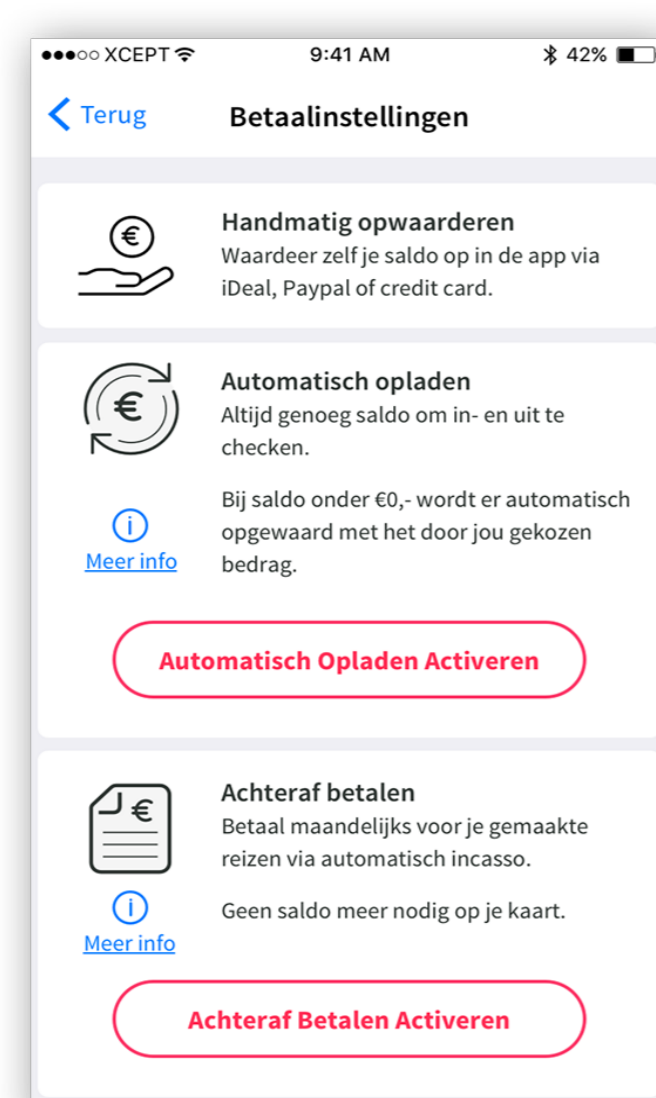 XCEPT 9:41 AM 42%
Terug Betaalinstellingen
€
Handmatig opwaarderen
Waardeer zelf je saldo op in de app via
iDeal, Paypal of credit card.
€
Automatisch opladen
Altijd genoeg saldo om in- en uit te
checken.
Bij saldo onder €0,- wordt er automatisch
opgewaard met het door jou gekozen
bedrag.
i
Meer info
Automatisch Opladen Activeren
€
Achteraf betalen
Betaal maandelijks voor je gemaakte
reizen via automatisch incasso.
Geen saldo meer nodig op je kaart.
i
Meer info
Achteraf Betalen Activeren